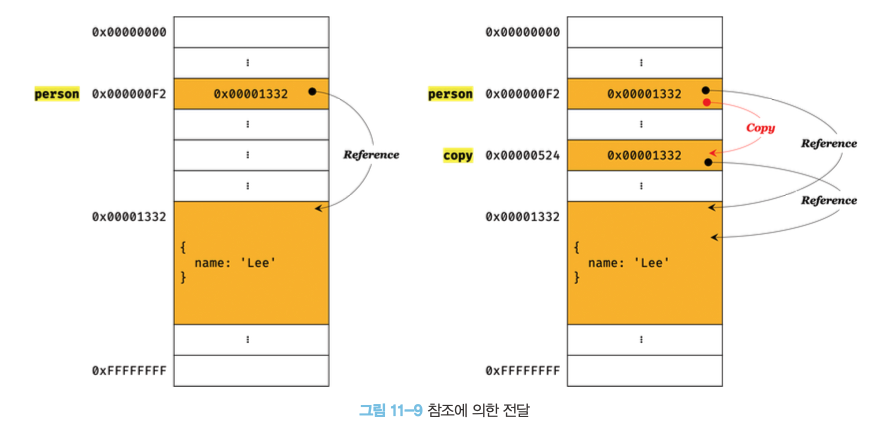 0x00000000
⋮
person 0x000000F2 0x00001332
⋮
⋮
Reference
⋮
0x00001332
{
name: 'Lee'
}
⋮
0xFFFFFFFF
0x00000000
⋮
person 0x000000F2 0x00001332
Copy
⋮
Reference
copy 0x00000524 0x00001332
⋮
Reference
0x00001332
{
name: 'Lee'
}
⋮
0xFFFFFFFF
그림 11-9 참조에 의한 전달